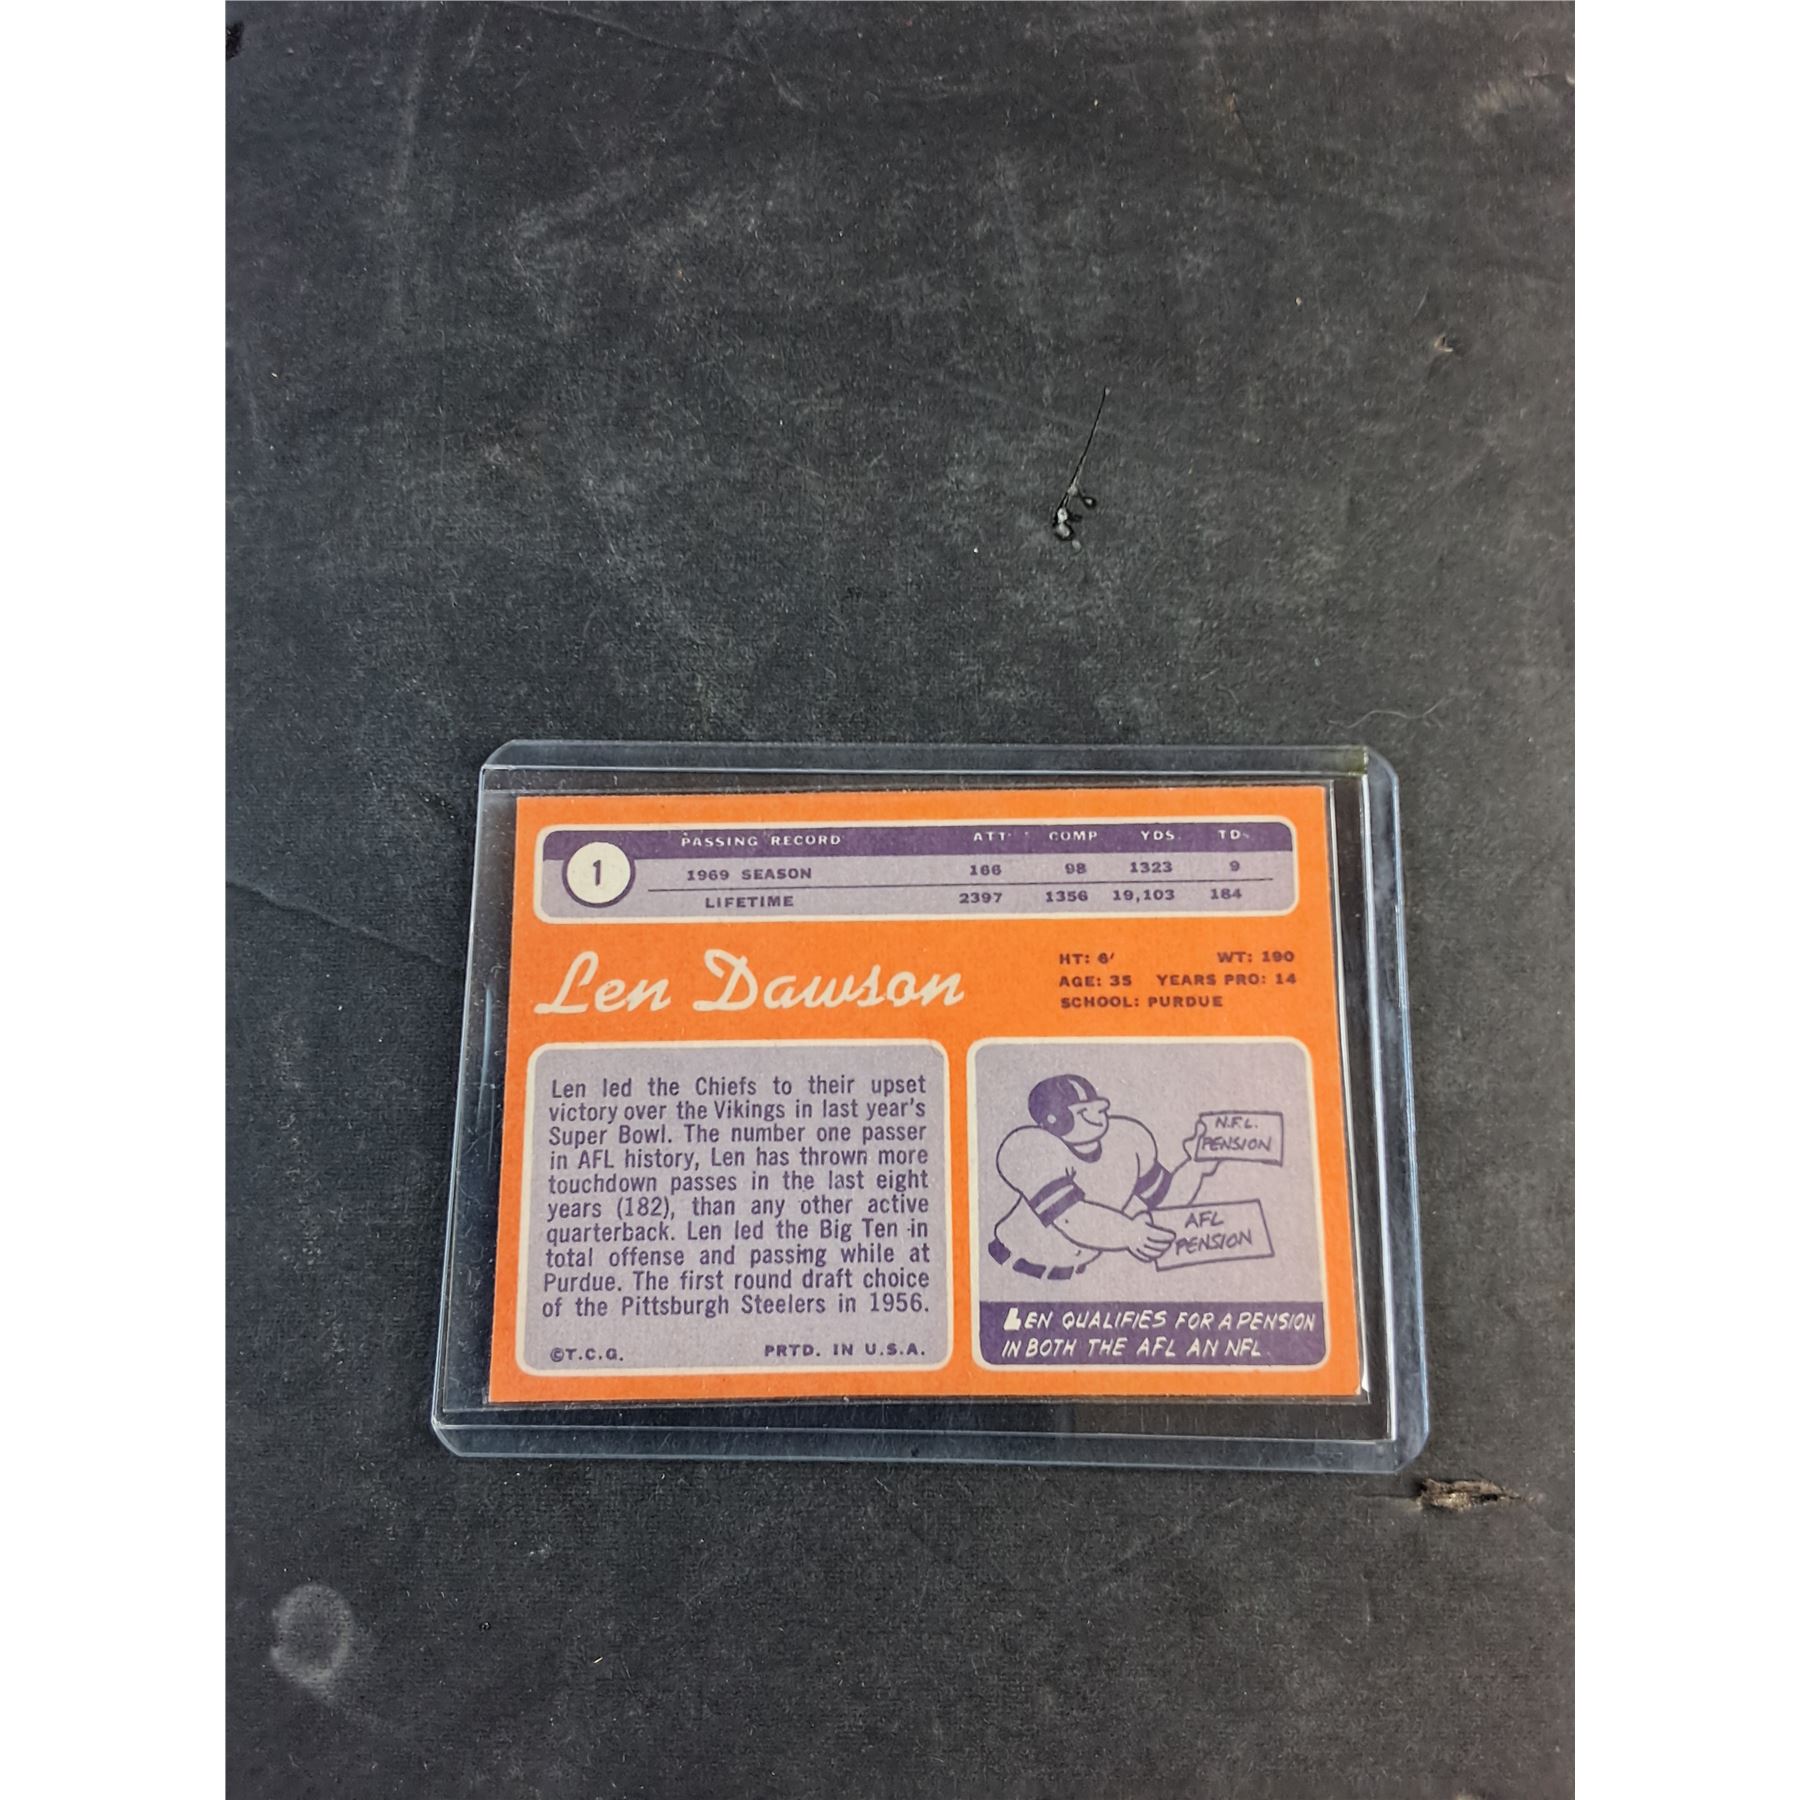 1
PASSING RECORD ATT COMP YDS. TD
1969 SEASON 166 98 1323 9
LIFETIME 2397 1356 19,103 184
Len Dawson
HT: 6' WT: 190
AGE: 35 YEARS PRO: 14
SCHOOL: PURDUE
Len led the Chiefs to their upset
victory over the Vikings in last year's
Super Bowl. The number one passer
in AFL history, Len has thrown more
touchdown passes in the last eight
years (182), than any other active
quarterback. Len led the Big Ten in
total offense and passing while at
Purdue. The first round draft choice
of the Pittsburgh Steelers in 1956.
©T.C.G. PRTD. IN U.S.A.
N.F.L.
PENSION
AFL
PENSION
LEN QUALIFIES FOR A PENSION
IN BOTH THE AFL AN NFL